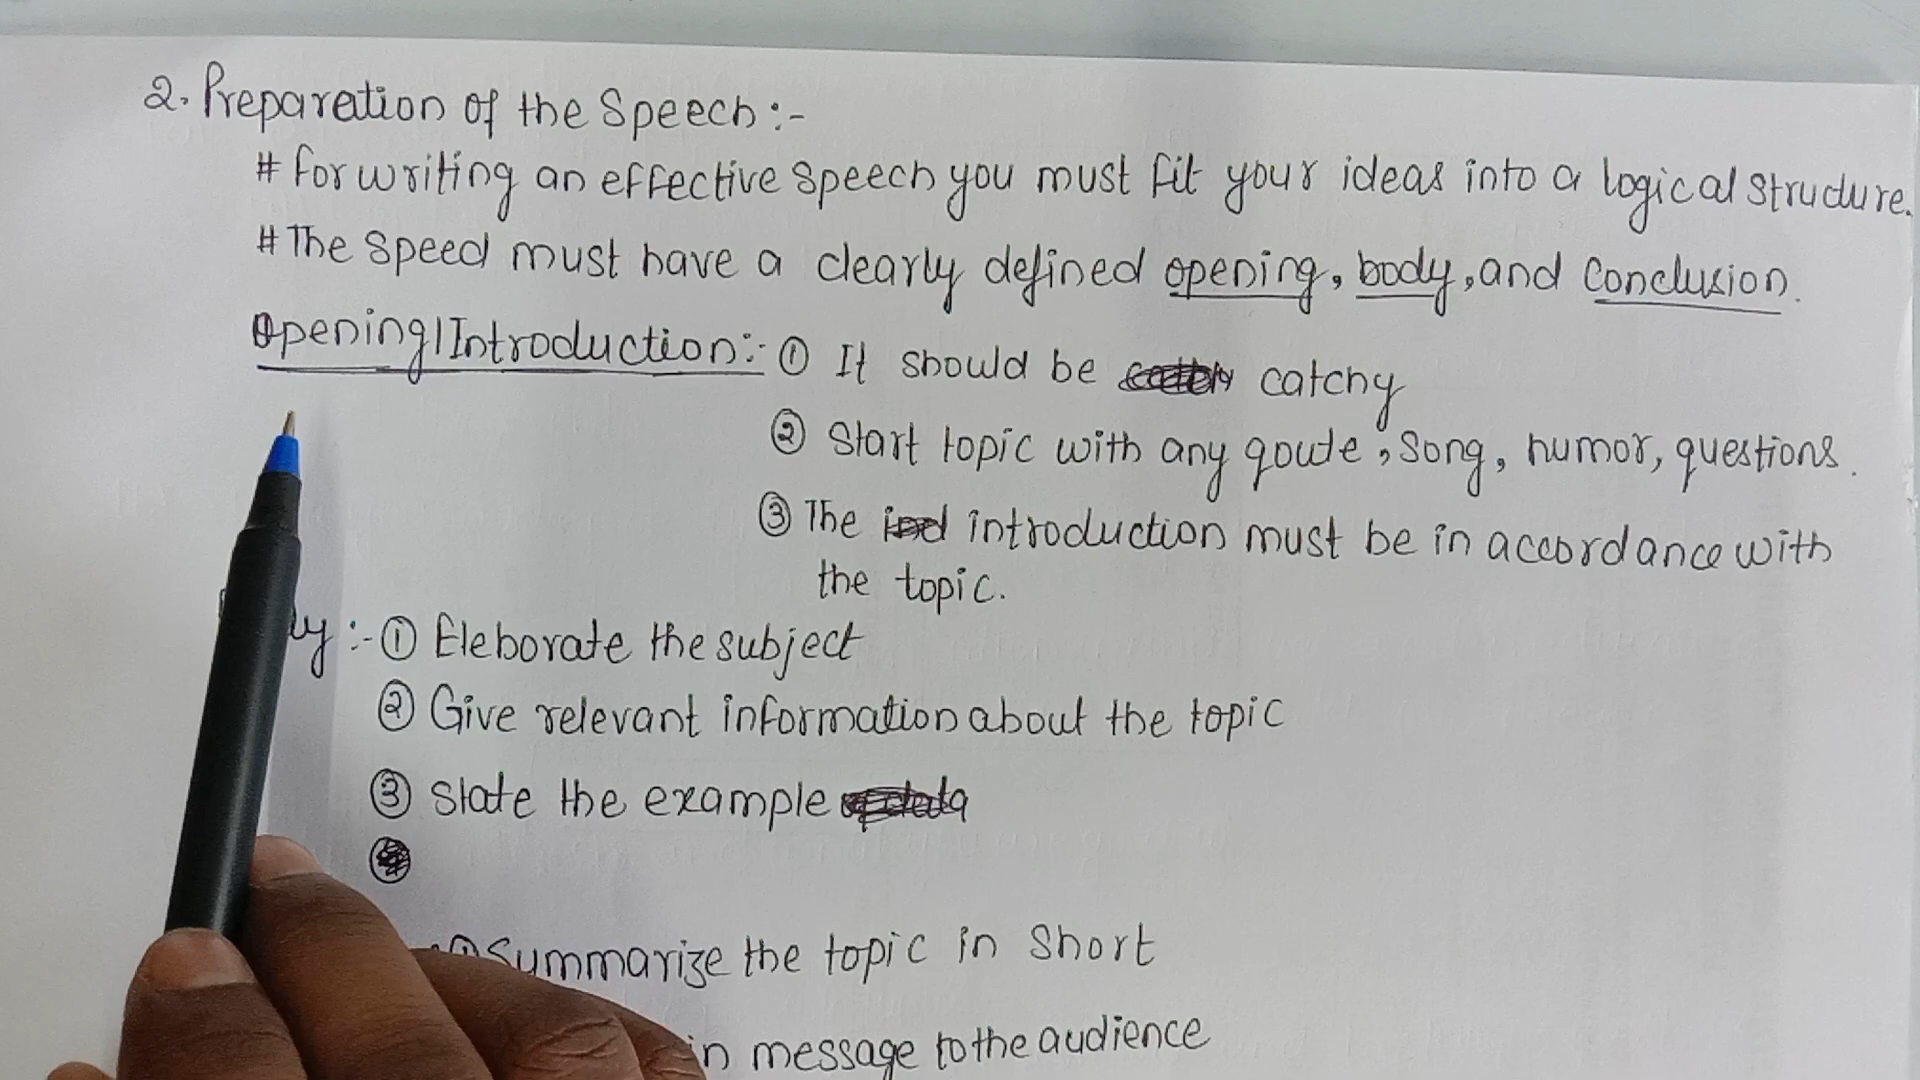 2. Preparation of the Speech :-
# for writing an effective speech you must fit your ideas into a logical structure.
# The speed must have a clearly defined opening, body, and conclusion.
Opening/Introduction:- ① It should be catchy
② Start topic with any qoute, song, humor, questions.
③ The introduction must be in accordance with
the topic.
:- ① Eleborate the subject
② Give relevant information about the topic
③ State the example
① Summarize the topic in short
message to the audience